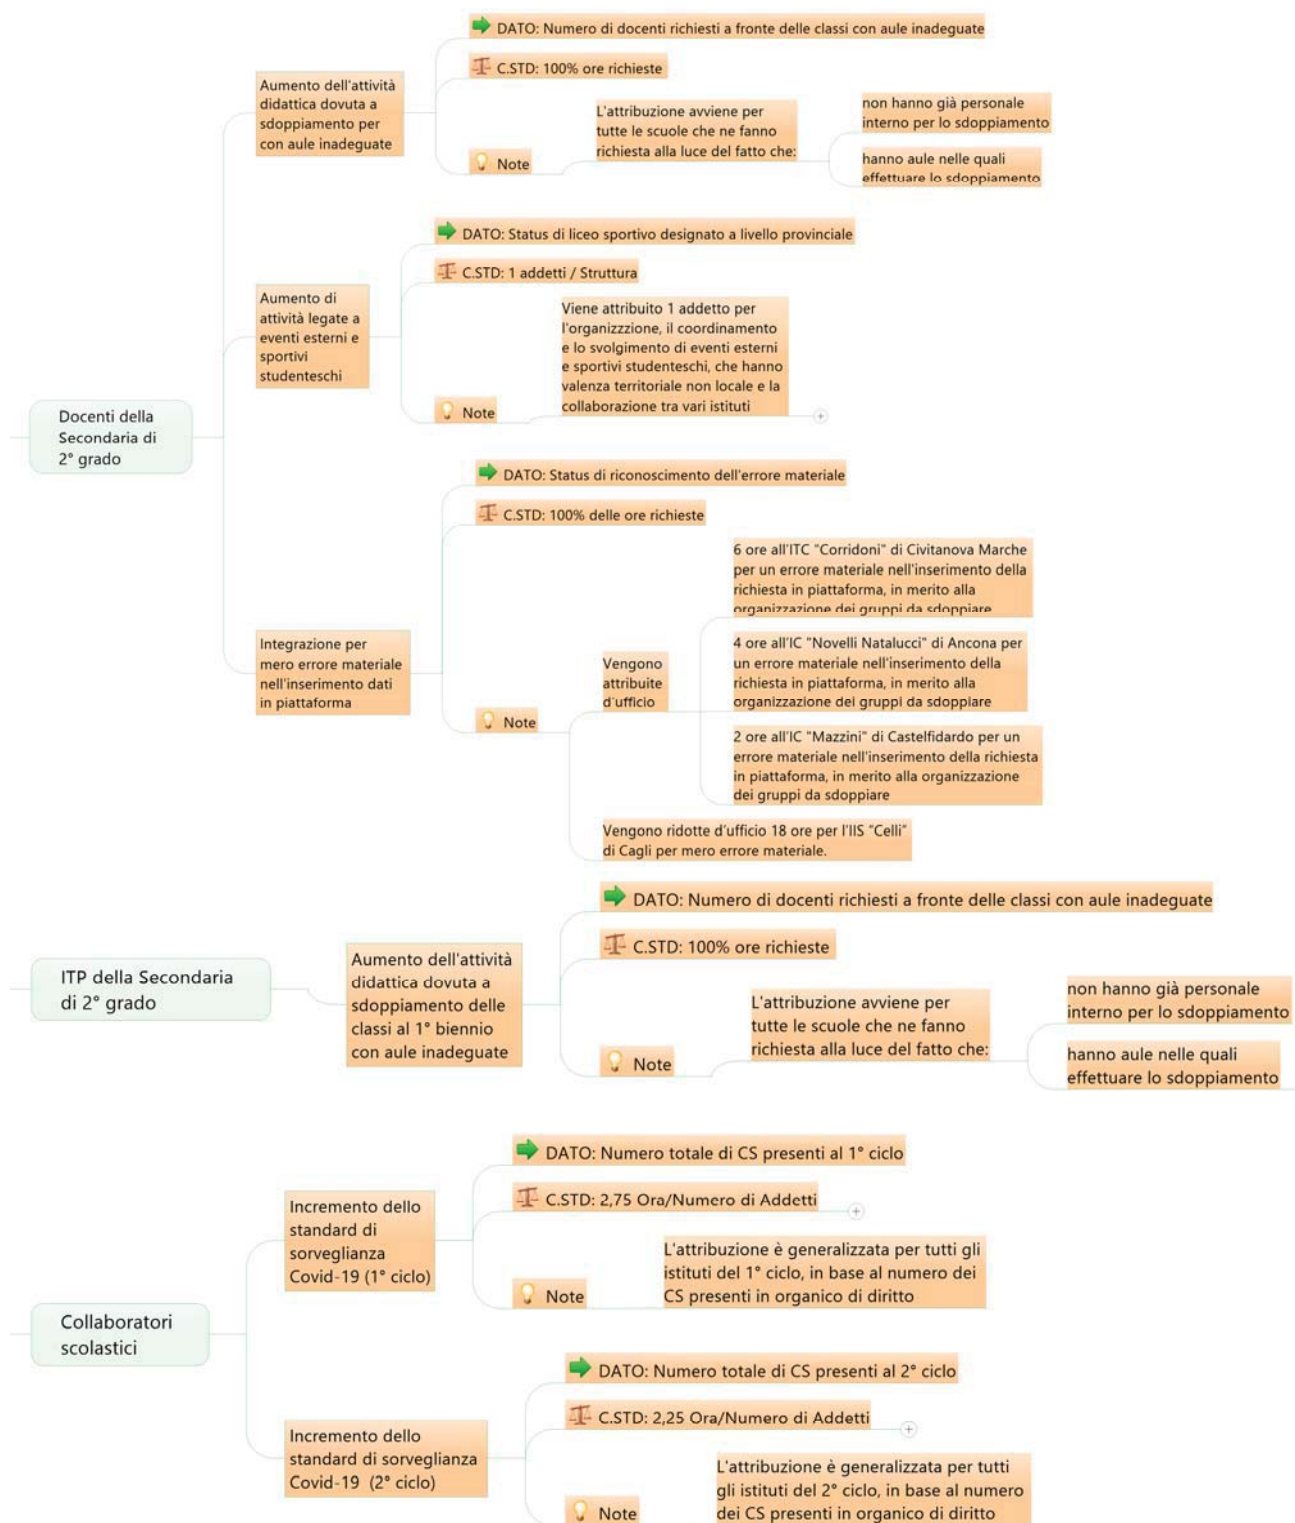 Docenti della
Secondaria di
2° grado
Aumento dell'attività
didattica dovuta a
sdoppiamento per
con aule inadeguate
DATO: Numero di docenti richiesti a fronte delle classi con aule inadeguate
C.STD: 100% ore richieste
Note
L'attribuzione avviene per
tutte le scuole che ne fanno
richiesta alla luce del fatto che:
non hanno già personale
interno per lo sdoppiamento
hanno aule nelle quali
effettuare lo sdoppiamento
Aumento di
attività legate a
eventi esterni e
sportivi
studenteschi
DATO: Status di liceo sportivo designato a livello provinciale
C.STD: 1 addetti / Struttura
Note
Viene attribuito 1 addetto per
l'organizzzione, il coordinamento
e lo svolgimento di eventi esterni
e sportivi studenteschi, che hanno
valenza territoriale non locale e la
collaborazione tra vari istituti
Integrazione per
mero errore materiale
nell'inserimento dati
in piattaforma
DATO: Status di riconoscimento dell'errore materiale
C.STD: 100% delle ore richieste
Note
Vengono
attribuite
d'ufficio
6 ore all'ITC "Corridoni" di Civitanova Marche
per un errore materiale nell'inserimento della
richiesta in piattaforma, in merito alla
organizzazione dei gruppi da sdoppiare
4 ore all'IC "Novelli Natalucci" di Ancona per
un errore materiale nell'inserimento della
richiesta in piattaforma, in merito alla
organizzazione dei gruppi da sdoppiare
2 ore all'IC "Mazzini" di Castelfidardo per un
errore materiale nell'inserimento della richiesta
in piattaforma, in merito alla organizzazione
dei gruppi da sdoppiare
Vengono ridotte d'ufficio 18 ore per l'IIS "Celli"
di Cagli per mero errore materiale.
ITP della Secondaria
di 2° grado
Aumento dell'attività
didattica dovuta a
sdoppiamento delle
classi al 1° biennio
con aule inadeguate
DATO: Numero di docenti richiesti a fronte delle classi con aule inadeguate
C.STD: 100% ore richieste
Note
L'attribuzione avviene per
tutte le scuole che ne fanno
richiesta alla luce del fatto che:
non hanno già personale
interno per lo sdoppiamento
hanno aule nelle quali
effettuare lo sdoppiamento
Collaboratori
scolastici
Incremento dello
standard di
sorveglianza
Covid-19 (1° ciclo)
DATO: Numero totale di CS presenti al 1° ciclo
C.STD: 2,75 Ora/Numero di Addetti
Note
L'attribuzione è generalizzata per tutti gli
istituti del 1° ciclo, in base al numero dei
CS presenti in organico di diritto
Incremento dello
standard di sorveglianza
Covid-19 (2° ciclo)
DATO: Numero totale di CS presenti al 2° ciclo
C.STD: 2,25 Ora/Numero di Addetti
Note
L'attribuzione è generalizzata per tutti
gli istituti del 2° ciclo, in base al numero
dei CS presenti in organico di diritto